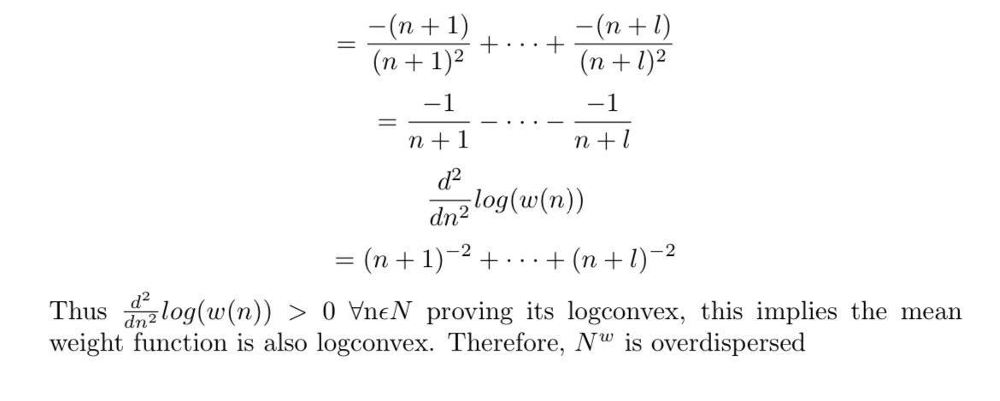 = \frac{-(n+1)}{(n+1)^2} + \cdots + \frac{-(n+l)}{(n+l)^2}
= \frac{-1}{n+1} - \cdots - \frac{-1}{n+l}
\frac{d^2}{dn^2} log(w(n))
= (n+1)^{-2} + \cdots + (n+l)^{-2}
Thus \frac{d^2}{dn^2} log(w(n)) > 0 ∀nϵN proving its logconvex, this implies the mean
weight function is also logconvex. Therefore, N^w is overdispersed